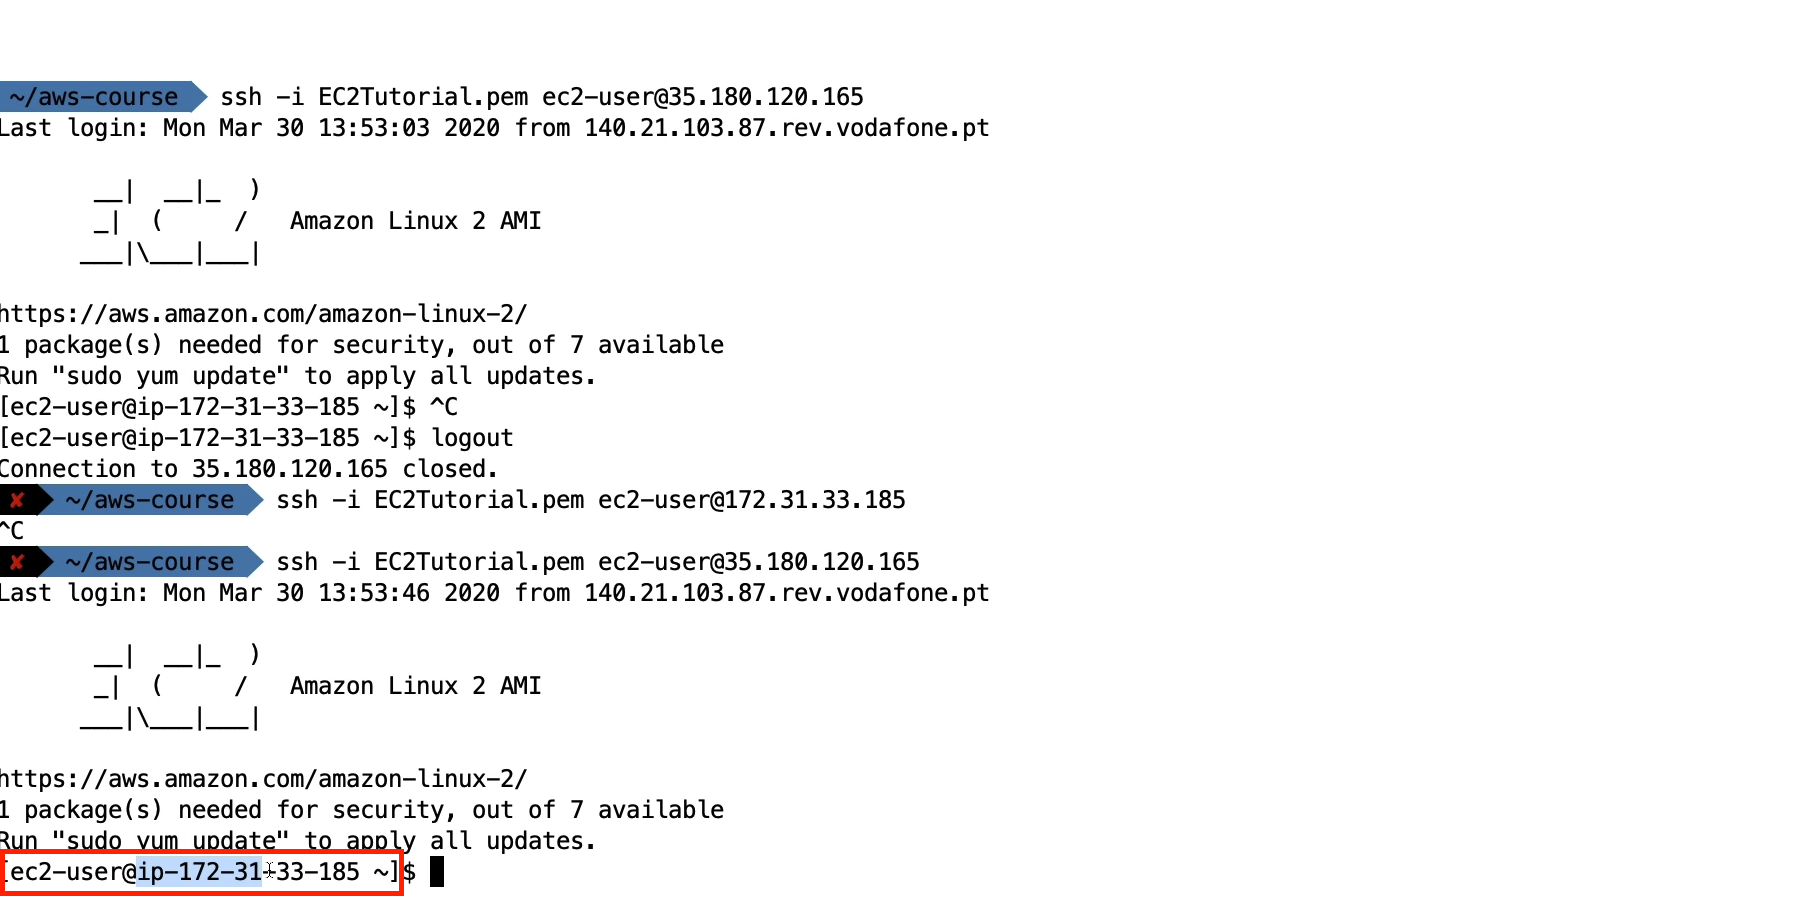 ~/aws-course ssh -i EC2Tutorial.pem ec2-user@35.180.120.165
Last login: Mon Mar 30 13:53:03 2020 from 140.21.103.87.rev.vodafone.pt
__| __|_ )
_| ( / Amazon Linux 2 AMI
___|\___|___|
https://aws.amazon.com/amazon-linux-2/
1 package(s) needed for security, out of 7 available
Run "sudo yum update" to apply all updates.
[ec2-user@ip-172-31-33-185 ~]$ ^C
[ec2-user@ip-172-31-33-185 ~]$ logout
Connection to 35.180.120.165 closed.
✘ ~/aws-course ssh -i EC2Tutorial.pem ec2-user@172.31.33.185
^C
✘ ~/aws-course ssh -i EC2Tutorial.pem ec2-user@35.180.120.165
Last login: Mon Mar 30 13:53:46 2020 from 140.21.103.87.rev.vodafone.pt
__| __|_ )
_| ( / Amazon Linux 2 AMI
___|\___|___|
https://aws.amazon.com/amazon-linux-2/
1 package(s) needed for security, out of 7 available
Run "sudo yum update" to apply all updates.
[ec2-user@ip-172-31-33-185 ~]$